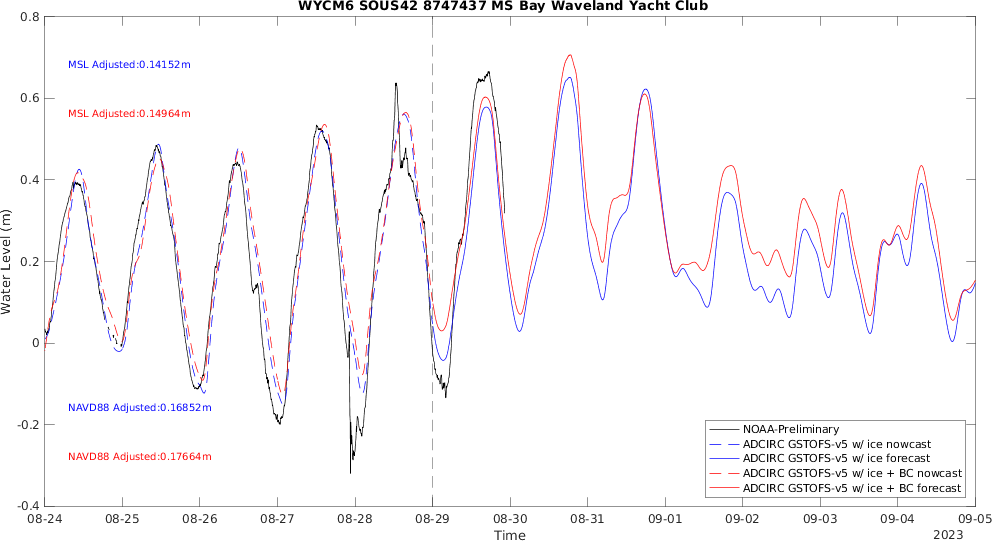 WYCM6 SOUS42 8747437 MS Bay Waveland Yacht Club
0.8
0.6
0.4
0.2
0
-0.2
-0.4
Water Level (m)
MSL Adjusted:0.14152m
MSL Adjusted:0.14964m
NAVD88 Adjusted:0.16852m
NAVD88 Adjusted:0.17664m
NOAA-Preliminary
ADCIRC GSTOFS-v5 w/ ice nowcast
ADCIRC GSTOFS-v5 w/ ice forecast
ADCIRC GSTOFS-v5 w/ ice + BC nowcast
ADCIRC GSTOFS-v5 w/ ice + BC forecast
08-24 08-25 08-26 08-27 08-28 08-29 08-30 08-31 09-01 09-02 09-03 09-04 09-05
Time
2023